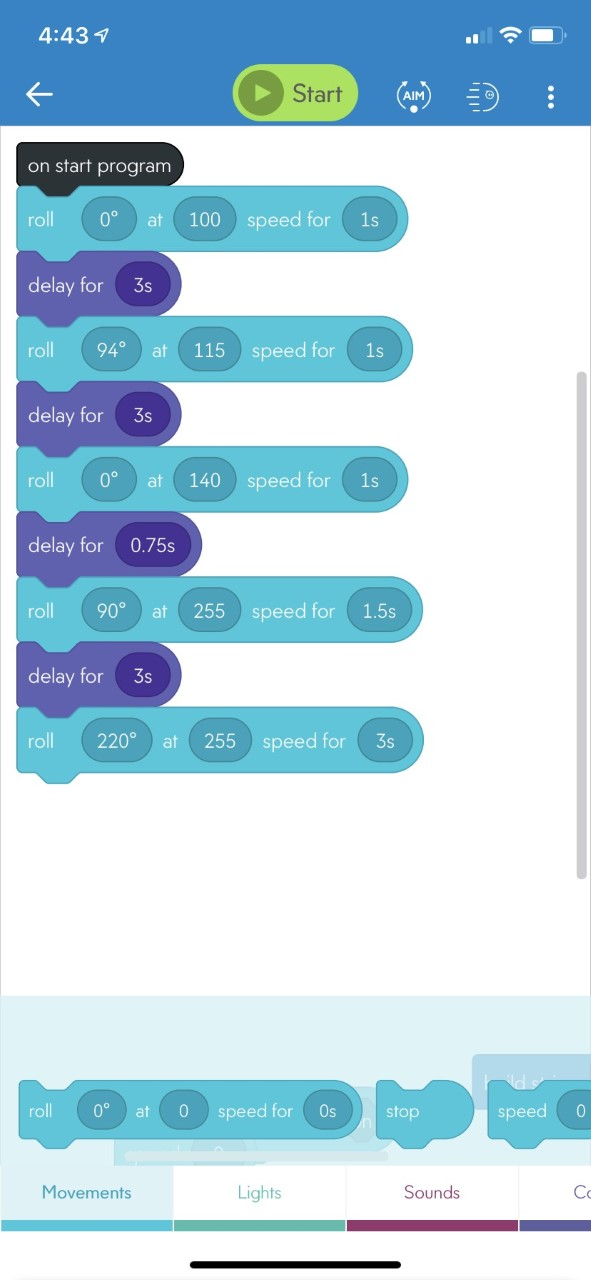 4:43
Start
AIM
on start program
roll 0° at 100 speed for 1s
delay for 3s
roll 94° at 115 speed for 1s
delay for 3s
roll 0° at 140 speed for 1s
delay for 0.75s
roll 90° at 255 speed for 1.5s
delay for 3s
roll 220° at 255 speed for 3s
roll 0° at 0 speed for 0s
stop
speed 0
Movements
Lights
Sounds